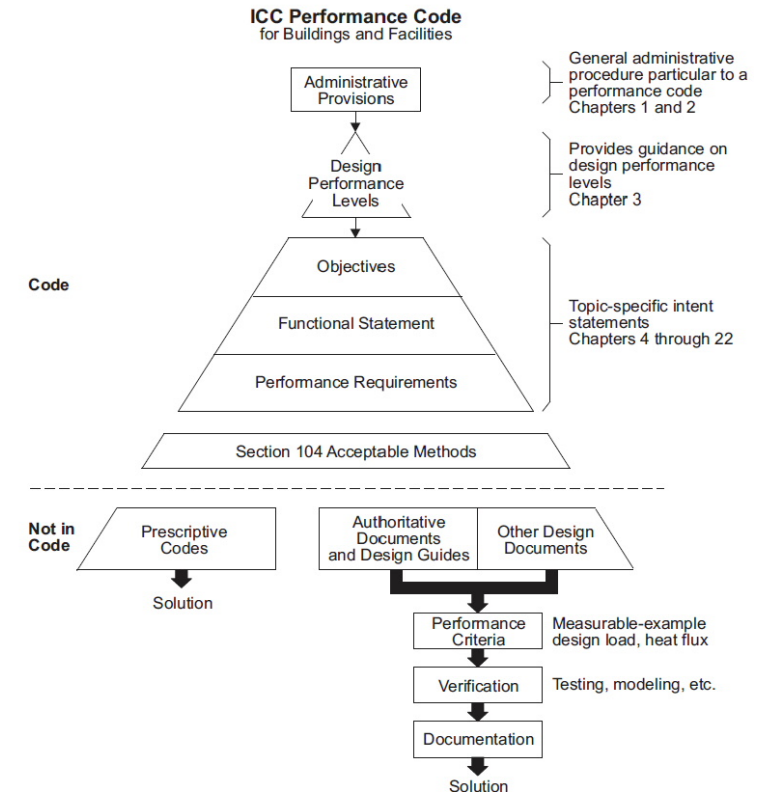 ICC Performance Code
for Buildings and Facilities
Administrative
Provisions
General administrative
procedure particular to a
performance code
Chapters 1 and 2
Design
Performance
Levels
Provides guidance on
design performance
levels
Chapter 3
Code
Objectives
Functional Statement
Performance Requirements
Topic-specific intent
statements
Chapters 4 through 22
Section 104 Acceptable Methods
Not in
Code
Prescriptive
Codes
Solution
Authoritative
Documents
and Design Guides
Other Design
Documents
Performance
Criteria
Measurable-example
design load, heat flux
Verification
Testing, modeling, etc.
Documentation
Solution